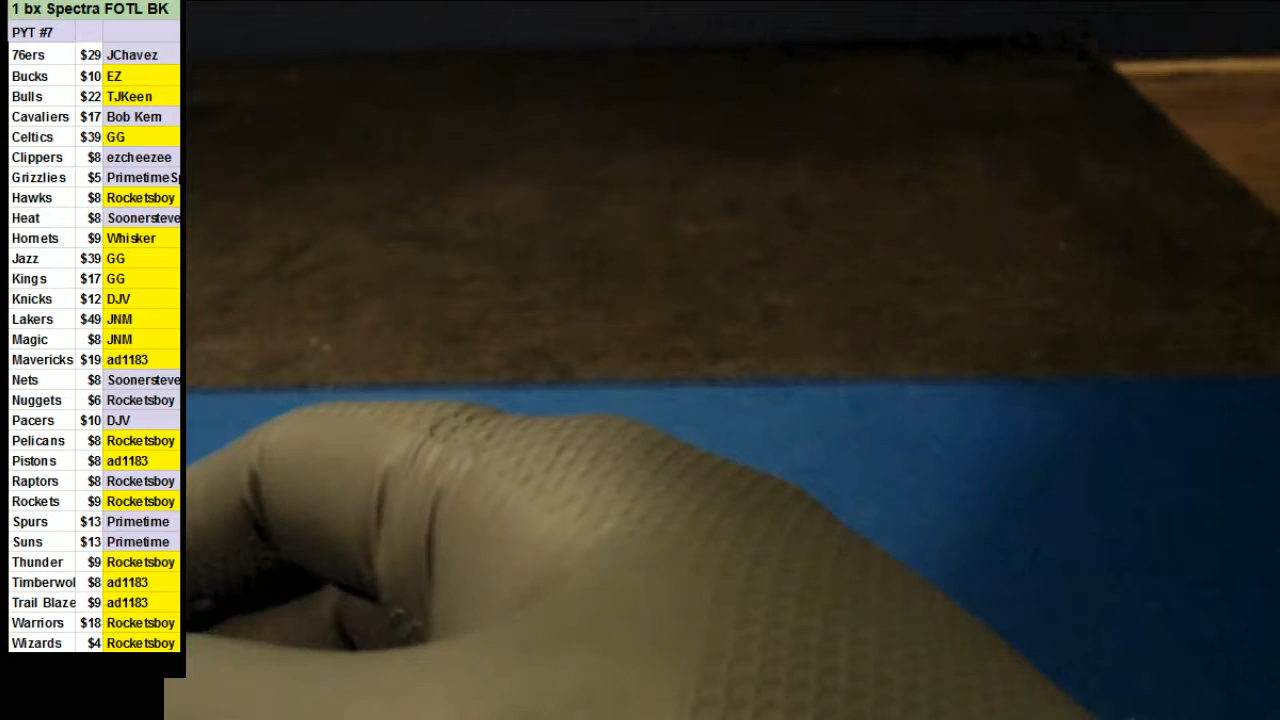 1 bx Spectra FOTL BK
PYT #7
76ers $29 JChavez
Bucks $10 EZ
Bulls $22 TJKeen
Cavaliers $17 Bob Kern
Celtics $39 GG
Clippers $8 ezcheezee
Grizzlies $5 PrimetimeSp
Hawks $8 Rocketsboy
Heat $8 Soonersteve
Hornets $9 Whisker
Jazz $39 GG
Kings $17 GG
Knicks $12 DJV
Lakers $49 JNM
Magic $8 JNM
Mavericks $19 ad1183
Nets $8 Soonersteve
Nuggets $6 Rocketsboy
Pacers $10 DJV
Pelicans $8 Rocketsboy
Pistons $8 ad1183
Raptors $8 Rocketsboy
Rockets $9 Rocketsboy
Spurs $13 Primetime
Suns $13 Primetime
Thunder $9 Rocketsboy
Timberwol $8 ad1183
Trail Blaze $9 ad1183
Warriors $18 Rocketsboy
Wizards $4 Rocketsboy